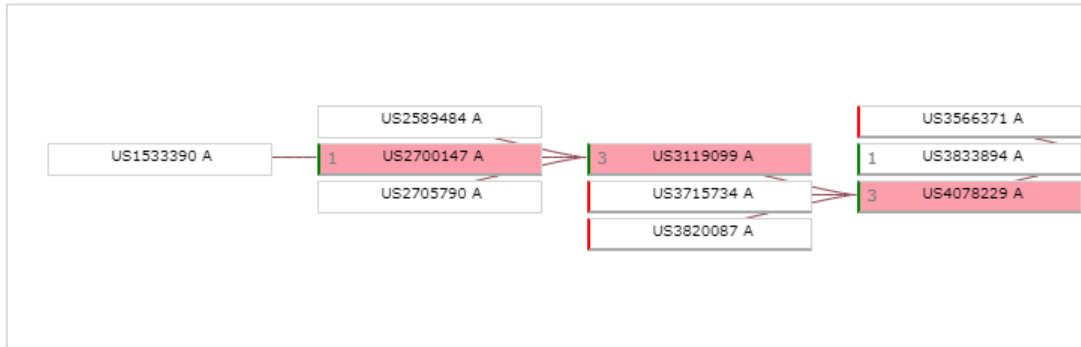 US1533390 A
US2589484 A
1 US2700147 A
US2705790 A
3 US3119099 A
US3715734 A
US3820087 A
US3566371 A
1 US3833894 A
3 US4078229 A